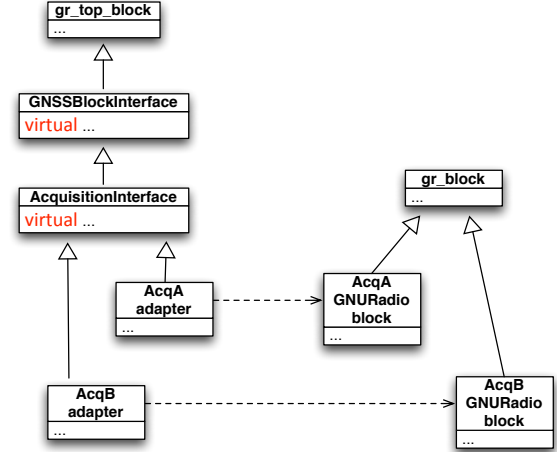 gr_top_block
...
GNSSBlockInterface
virtual ...
AcquisitionInterface
virtual ...
gr_block
...
AcqA
adapter
...
AcqA
GNURadio
block
...
AcqB
adapter
...
AcqB
GNURadio
block
...